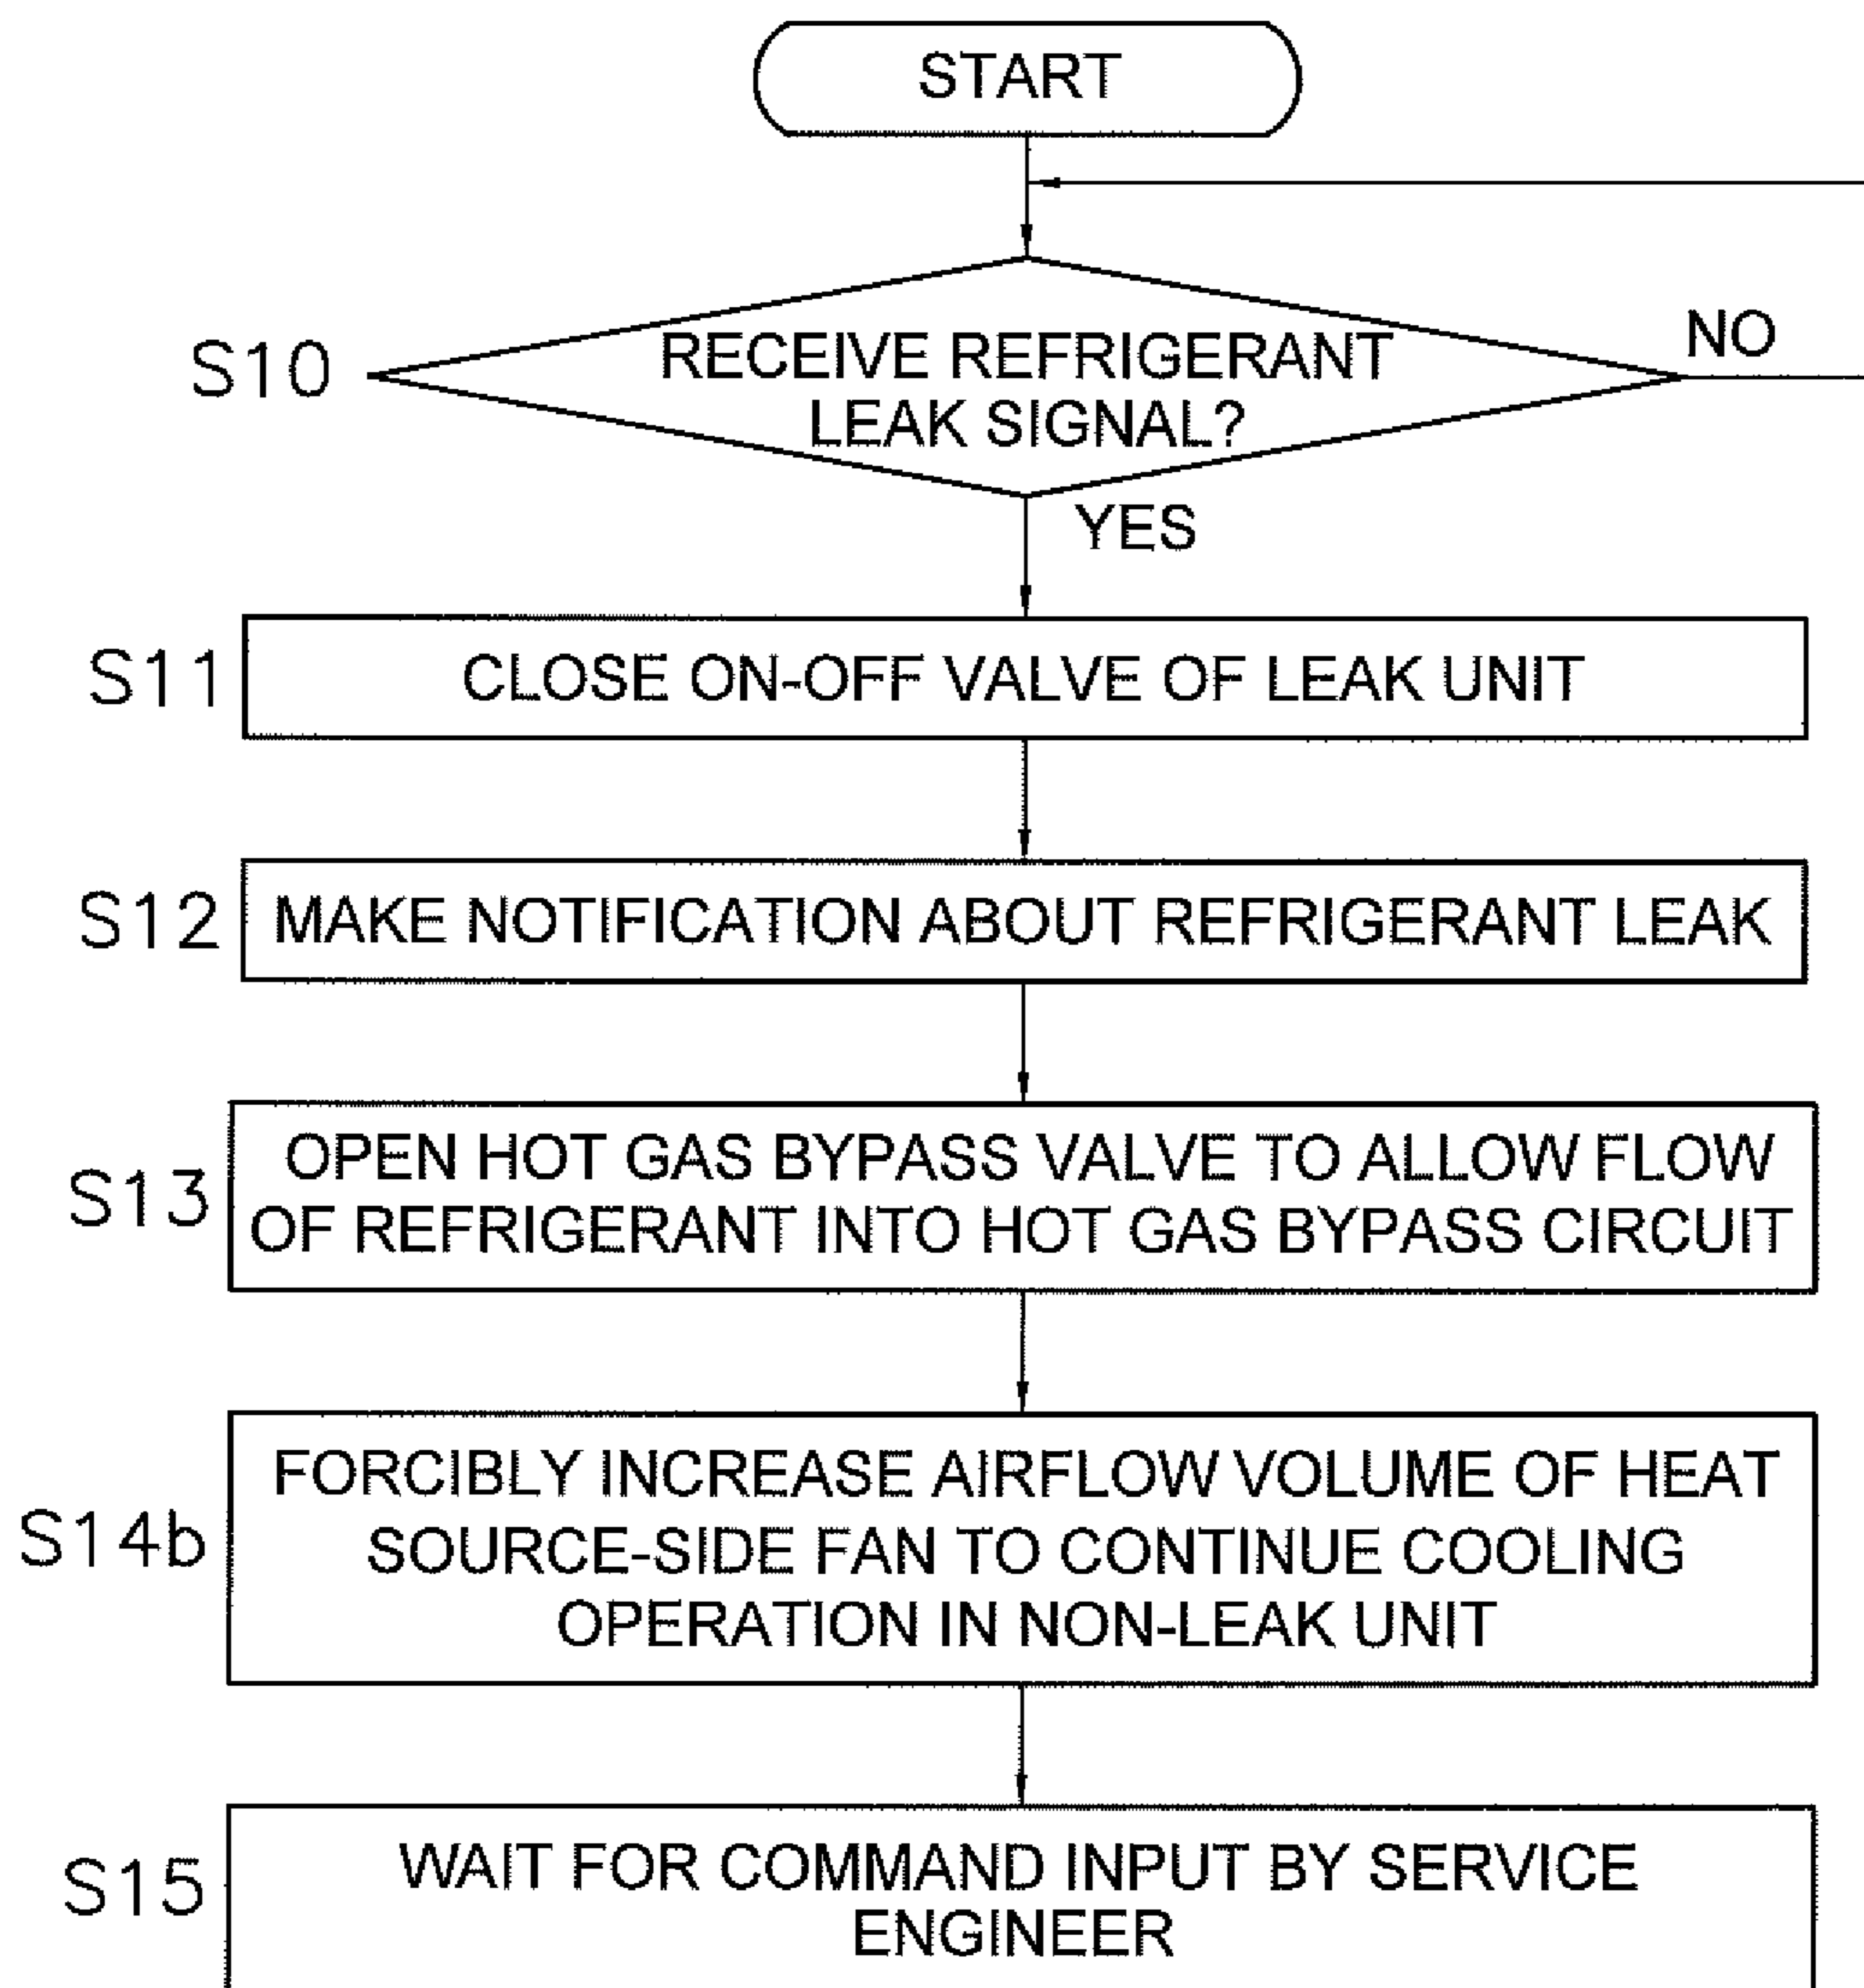 START
S10
RECEIVE REFRIGERANT
LEAK SIGNAL?
NO
YES
S11
CLOSE ON-OFF VALVE OF LEAK UNIT
S12
MAKE NOTIFICATION ABOUT REFRIGERANT LEAK
S13
OPEN HOT GAS BYPASS VALVE TO ALLOW FLOW
OF REFRIGERANT INTO HOT GAS BYPASS CIRCUIT
S14b
FORCIBLY INCREASE AIRFLOW VOLUME OF HEAT
SOURCE-SIDE FAN TO CONTINUE COOLING
OPERATION IN NON-LEAK UNIT
S15
WAIT FOR COMMAND INPUT BY SERVICE
ENGINEER